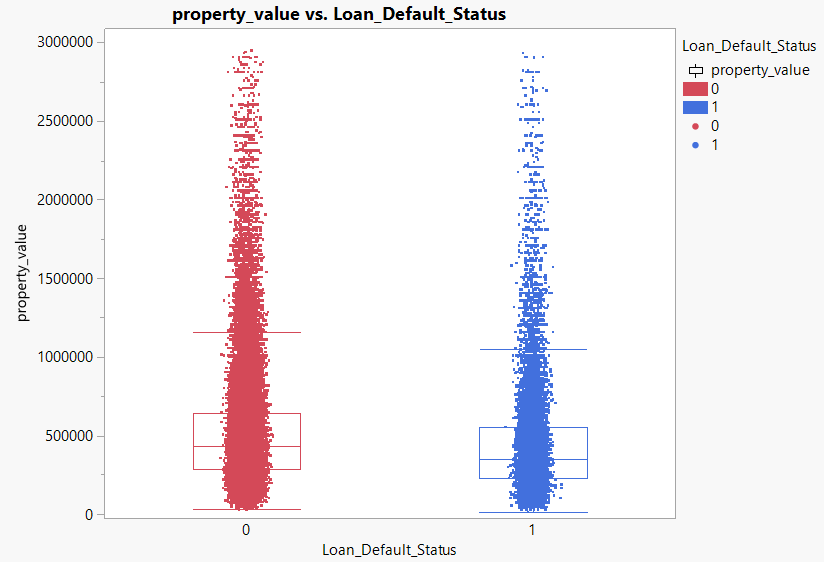 property_value vs. Loan_Default_Status
3000000
2500000
2000000
1500000
1000000
500000
0
property_value
0
1
Loan_Default_Status
Loan_Default_Status
property_value
0
1
0
1